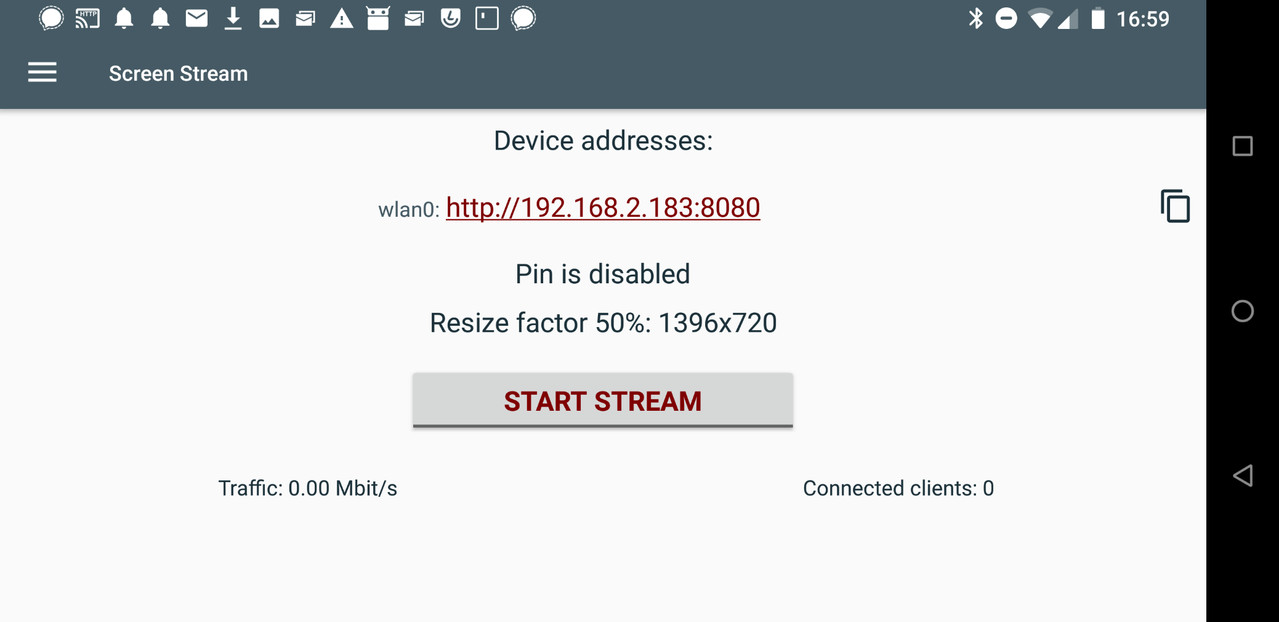 HTTP
16:59
Screen Stream
Device addresses:
wlan0: http://192.168.2.183:8080
Pin is disabled
Resize factor 50%: 1396x720
START STREAM
Traffic: 0.00 Mbit/s
Connected clients: 0